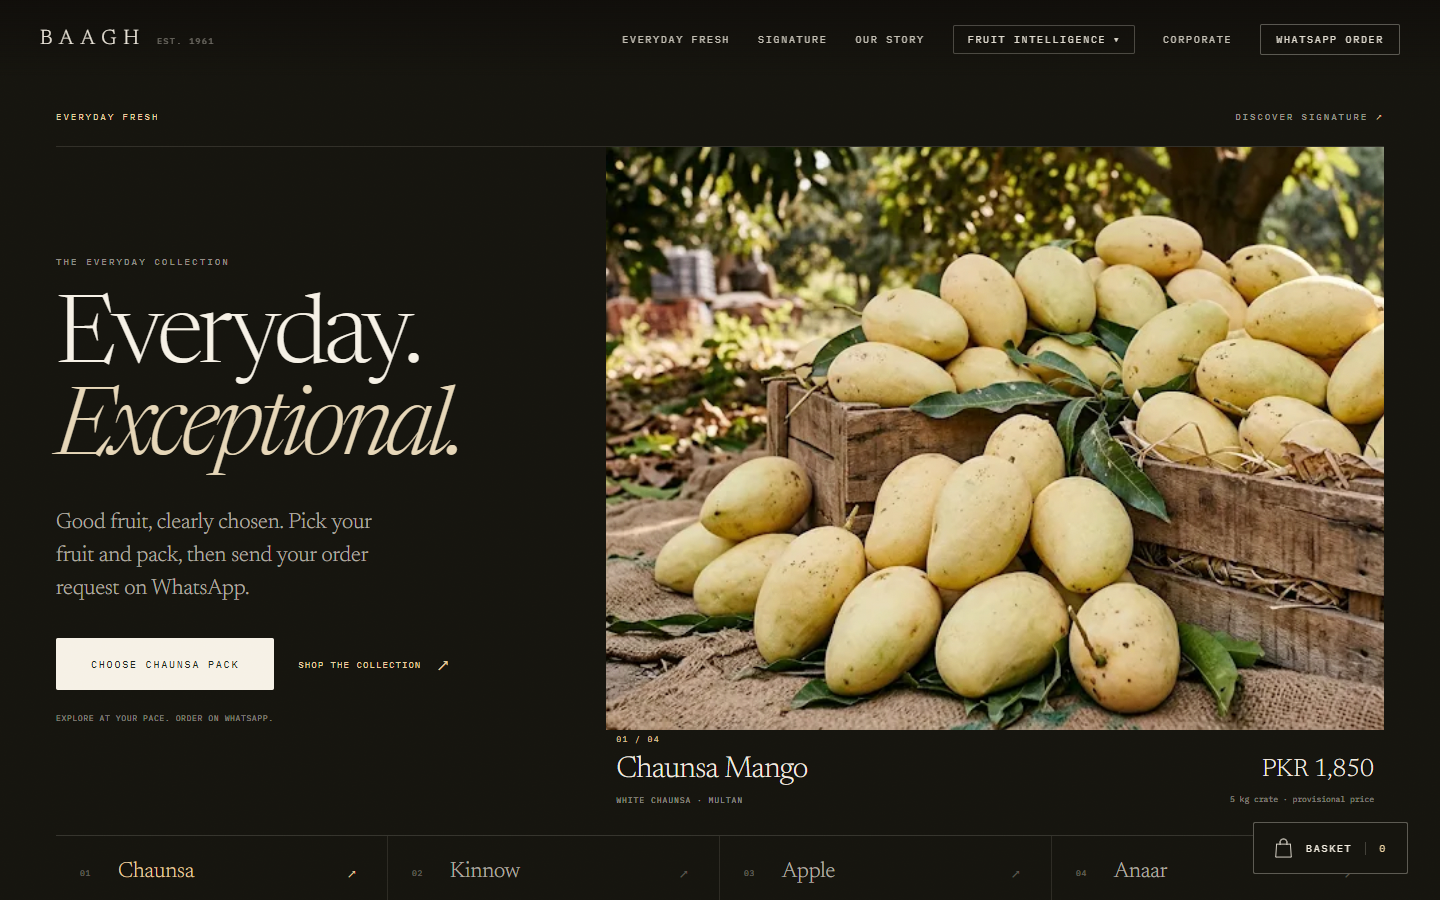 BAAGH EST. 1961
EVERYDAY FRESH
SIGNATURE
OUR STORY
FRUIT INTELLIGENCE ▾
CORPORATE
WHATSAPP ORDER
EVERYDAY FRESH
DISCOVER SIGNATURE ↗
THE EVERYDAY COLLECTION
Everyday.
Exceptional.
Good fruit, clearly chosen. Pick your
fruit and pack, then send your order
request on WhatsApp.
CHOOSE CHAUNSA PACK
SHOP THE COLLECTION ↗
EXPLORE AT YOUR PACE. ORDER ON WHATSAPP.
01 / 04
Chaunsa Mango
PKR 1,850
WHITE CHAUNSA · MULTAN
5 kg crate · provisional price
01 Chaunsa ↗
02 Kinnow ↗
03 Apple ↗
04 Anaar
BASKET | 0